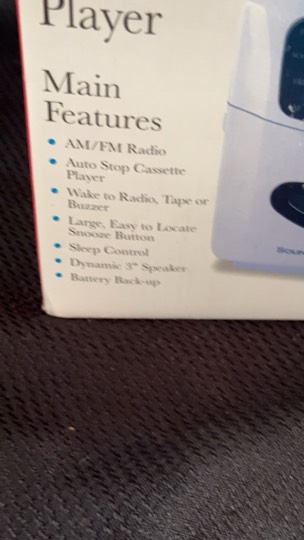 Player
Main
Features
• AM/FM Radio
• Auto Stop Cassette
Player
• Wake to Radio, Tape or
Buzzer
• Large, Easy to Locate
Snooze Button
• Sleep Control
• Dynamic 3" Speaker
• Battery Back-up